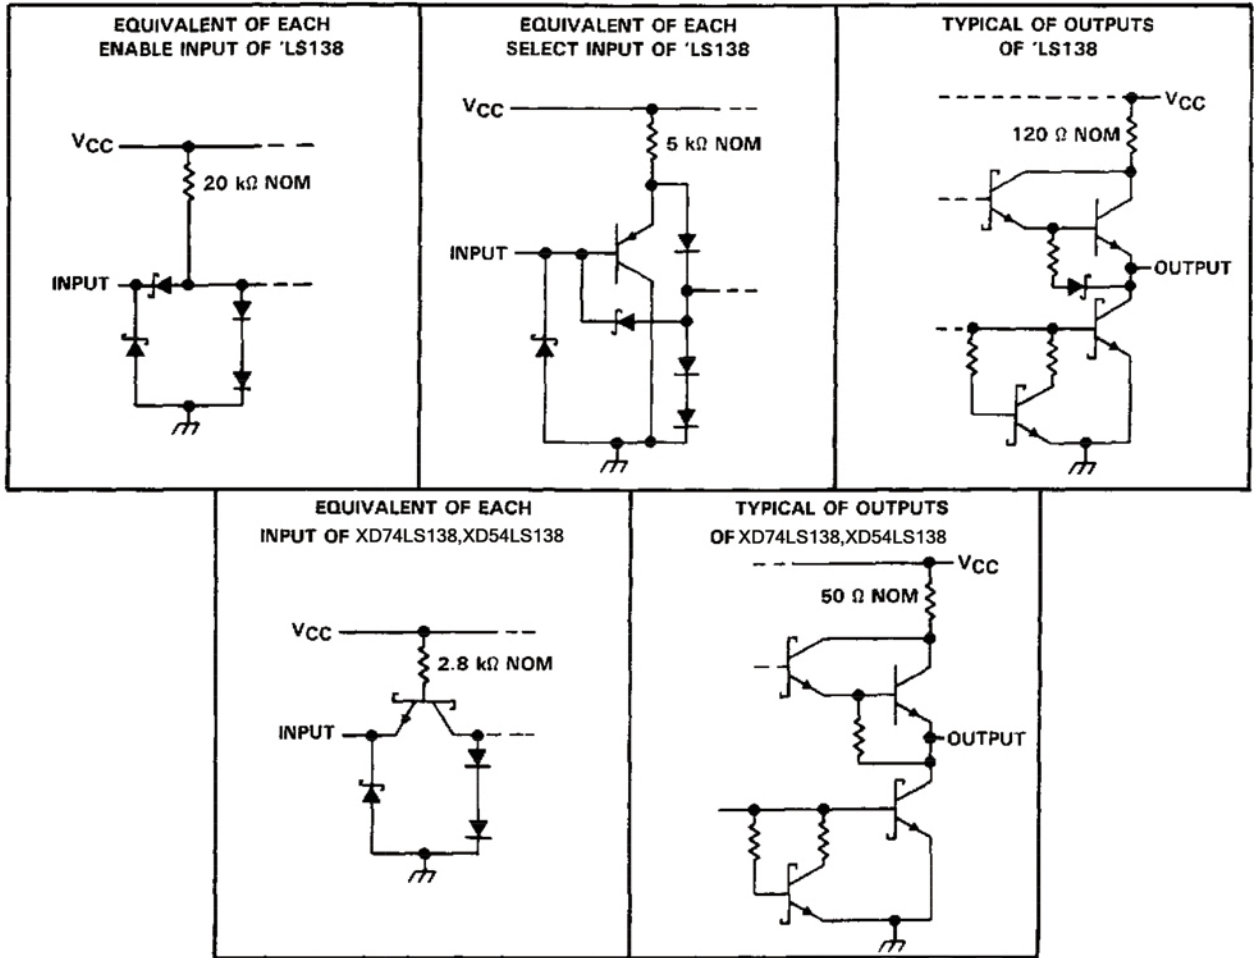 EQUIVALENT OF EACH
ENABLE INPUT OF 'LS138
VCC
20 kΩ NOM
INPUT
EQUIVALENT OF EACH
SELECT INPUT OF 'LS138
VCC
5 kΩ NOM
INPUT
TYPICAL OF OUTPUTS
OF 'LS138
VCC
120 Ω NOM
OUTPUT
EQUIVALENT OF EACH
INPUT OF XD74LS138,XD54LS138
VCC
2.8 kΩ NOM
INPUT
TYPICAL OF OUTPUTS
OF XD74LS138,XD54LS138
VCC
50 Ω NOM
OUTPUT